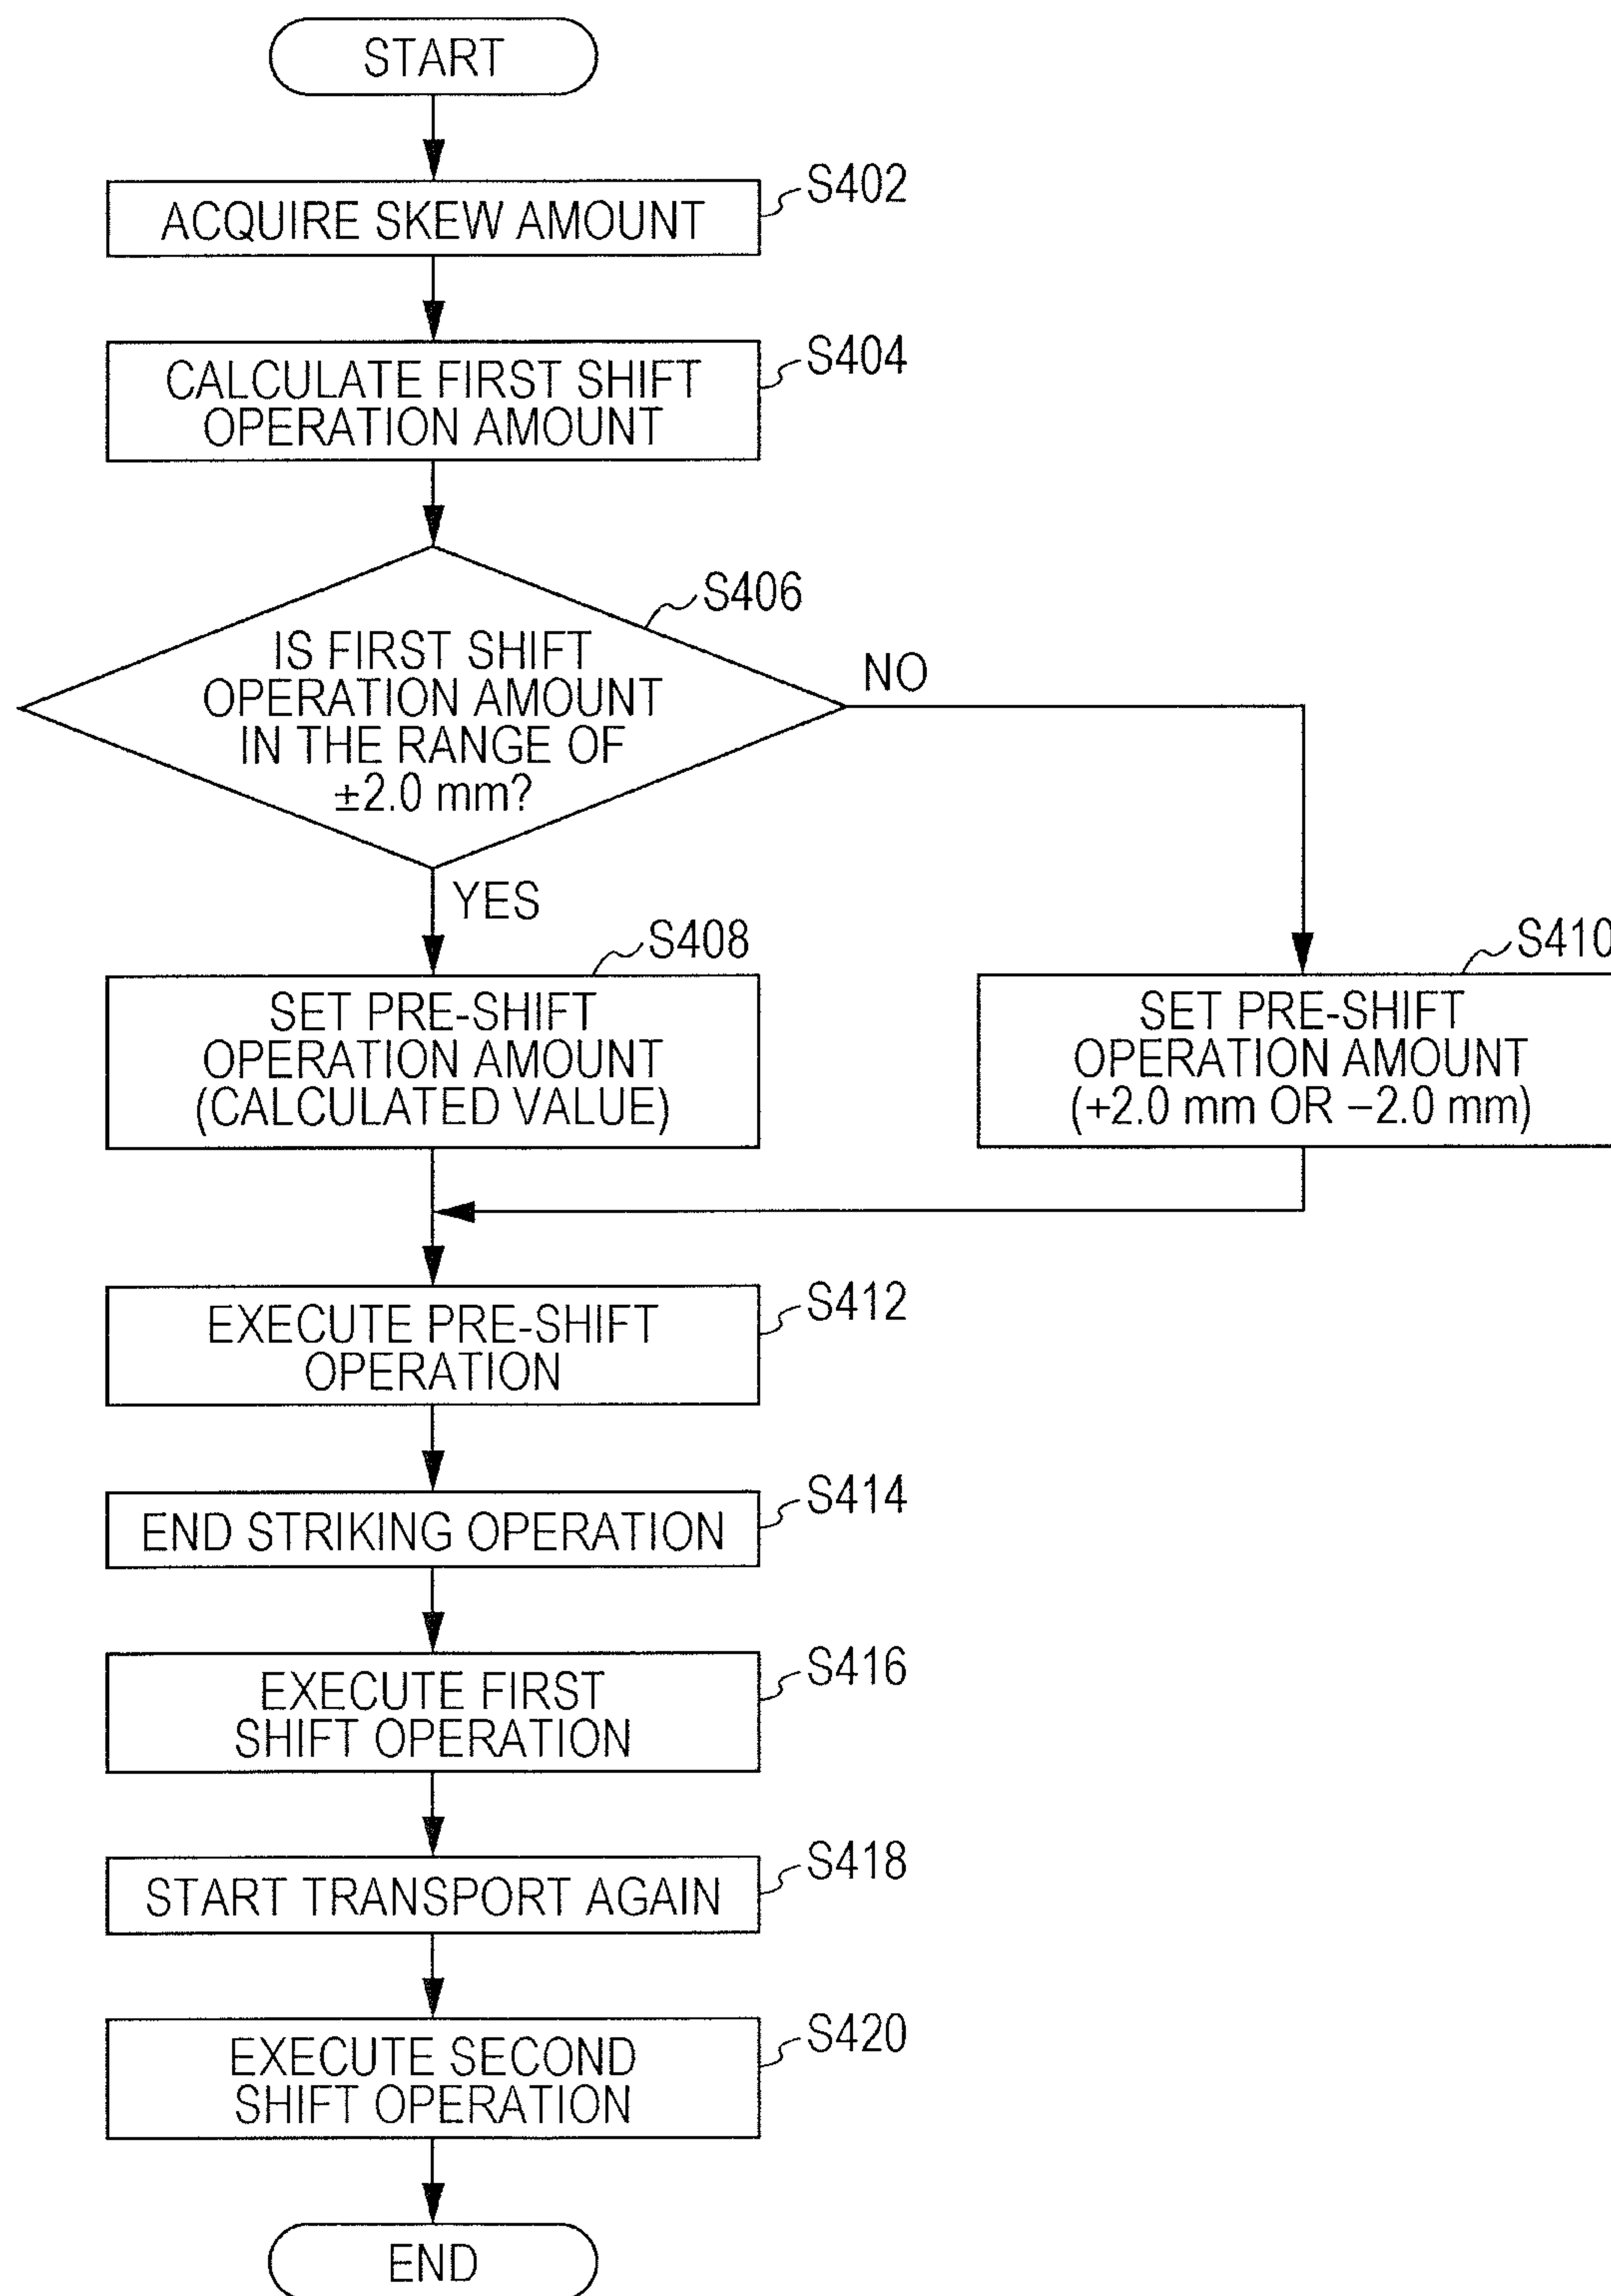 START
S402
ACQUIRE SKEW AMOUNT
S404
CALCULATE FIRST SHIFT
OPERATION AMOUNT
S406
IS FIRST SHIFT
OPERATION AMOUNT
IN THE RANGE OF
±2.0 mm?
NO
YES
S408
SET PRE-SHIFT
OPERATION AMOUNT
(CALCULATED VALUE)
S410
SET PRE-SHIFT
OPERATION AMOUNT
(+2.0 mm OR –2.0 mm)
S412
EXECUTE PRE-SHIFT
OPERATION
S414
END STRIKING OPERATION
S416
EXECUTE FIRST
SHIFT OPERATION
S418
START TRANSPORT AGAIN
S420
EXECUTE SECOND
SHIFT OPERATION
END